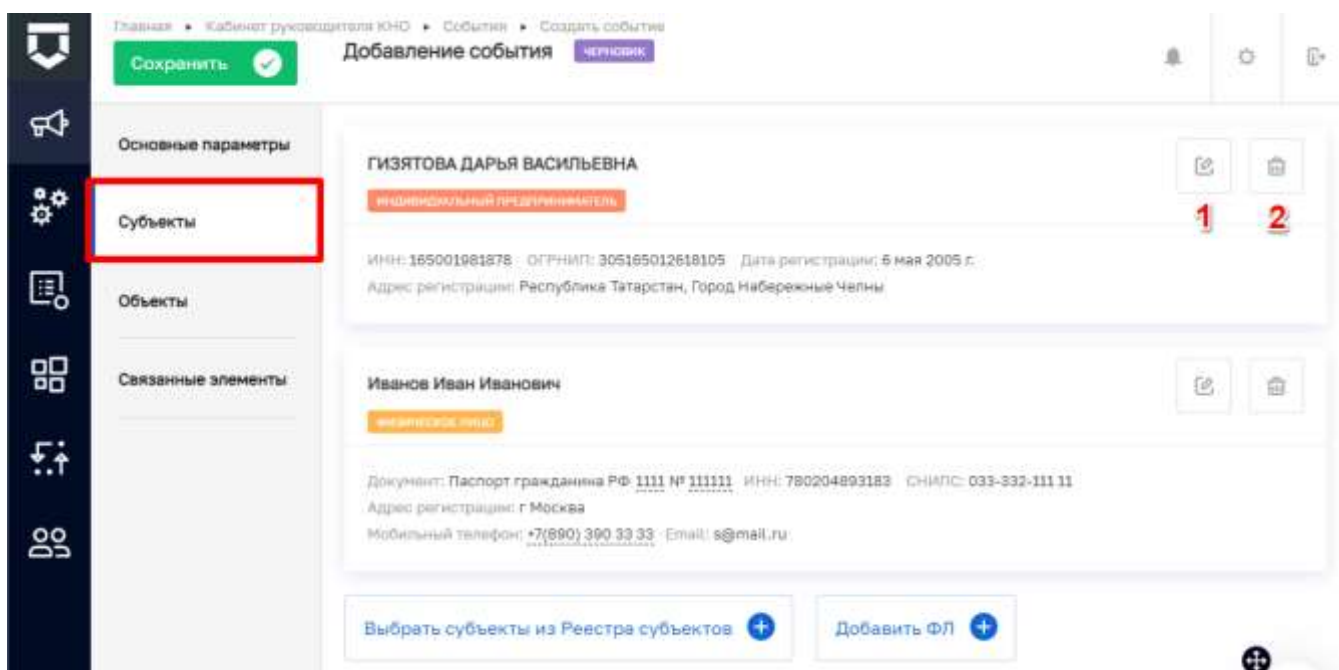 Главная • Кабинет руководителя КНО • События • Создать событие
Сохранить
Добавление события ЧЕРНОВИК
Основные параметры
Субъекты
Объекты
Связанные элементы
ГИЗЯТОВА ДАРЬЯ ВАСИЛЬЕВНА
ИНДИВИДУАЛЬНЫЙ ПРЕДПРИНИМАТЕЛЬ
1 2
ИНН: 165001981878 ОГРНИП: 305165012618105 Дата регистрации: 6 мая 2005 г.
Адрес регистрации: Республика Татарстан, Город Набережные Челны
Иванов Иван Иванович
ФИЗИЧЕСКОЕ ЛИЦО
Документ: Паспорт гражданина РФ 1111 № 111111 ИНН: 780204893183 СНИЛС: 033-332-111 11
Адрес регистрации: г Москва
Мобильный телефон: +7(890) 390 33 33 Email: s@mail.ru
Выбрать субъекты из Реестра субъектов
Добавить ФЛ